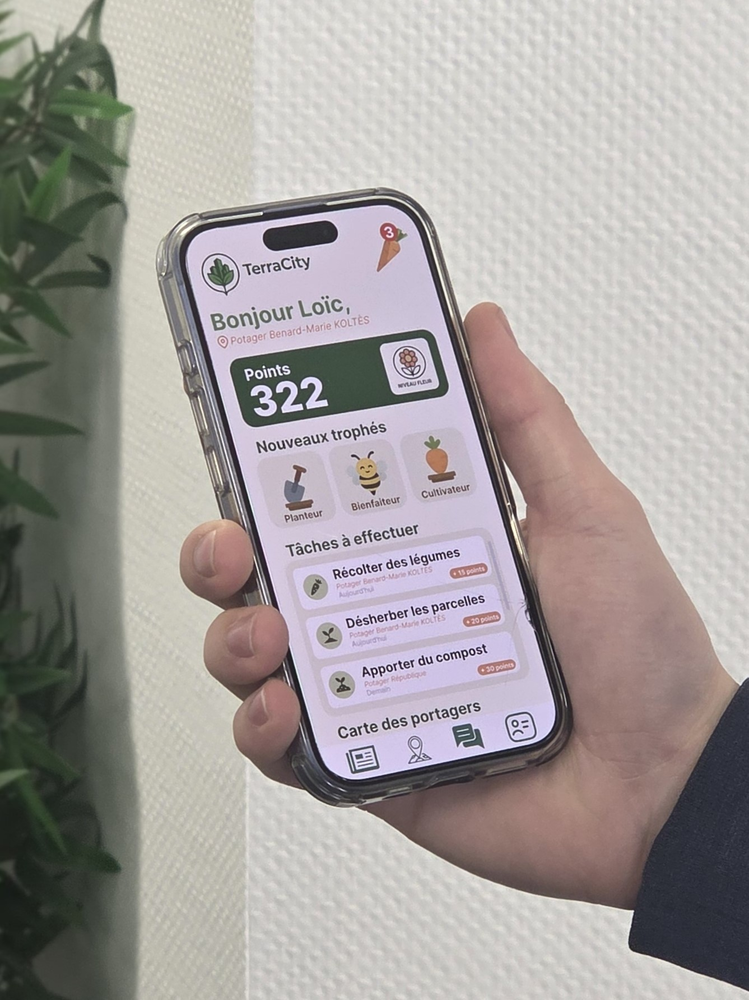 3
TerraCity
Bonjour Loïc,
Potager Benard-Marie KOLTÈS
Points
322
NIVEAU FLEUR
Nouveaux trophés
Planteur
Bienfaiteur
Cultivateur
Tâches à effectuer
Récolter des légumes
Potager Benard-Marie KOLTÈS
+ 15 points
Aujourd'hui
Désherber les parcelles
Potager Benard-Marie KOLTÈS
+ 20 points
Aujourd'hui
Apporter du compost
Potager République
+ 30 points
Demain
Carte des portagers